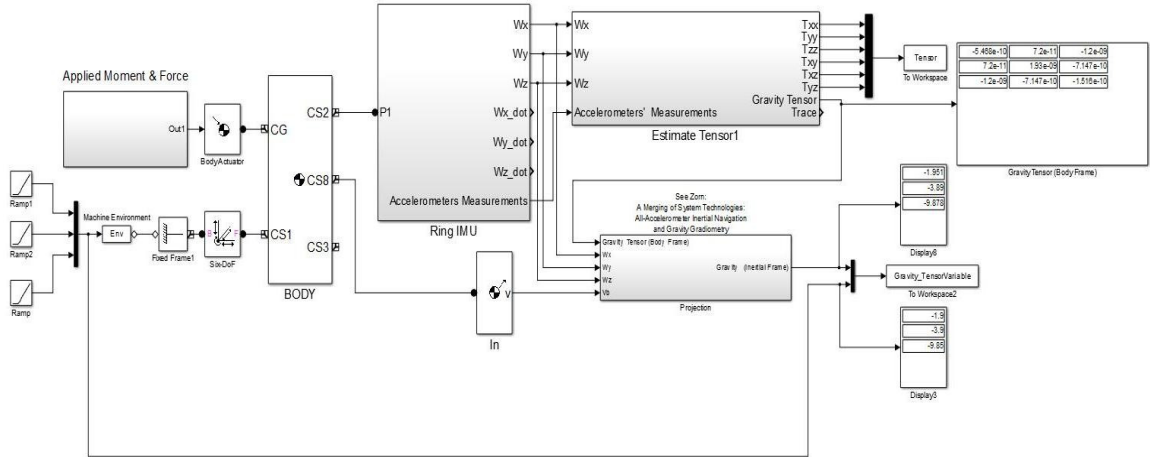 Applied Moment & Force
Out1
BodyActuator
Ramp1
Ramp2
Ramp
Machine Environment
Env
Fixed Frame1
B
F
Six-DoF
CG
CS1
CS2
CS8
CS3
BODY
P1
Wx
Wy
Wz
Wx_dot
Wy_dot
Wz_dot
Accelerometers Measurements
Ring IMU
v
In
Wx
Wy
Wz
Accelerometers' Measurements
Txx
Tyy
Tzz
Txy
Txz
Tyz
Gravity Tensor
Trace
Estimate Tensor1
See Zorn:
A Merging of System Technologies:
All-Accelerometer Inertial Navigation
and Gravity Gradiometry
Gravity Tensor (Body Frame)
Wx
Wy
Wz
Vb
Gravity (Inertial Frame)
Projection
Tensor
To Workspace
-5.468e-10 7.2e-11 -1.2e-09
7.2e-11 1.93e-09 -7.147e-10
-1.2e-09 -7.147e-10 -1.516e-10
GravityTensor (Body Frame)
-1.951
-3.89
-9.878
Gravity_TensorVariable
To Workspace2
-1.9
-3.9
-9.85
Display3